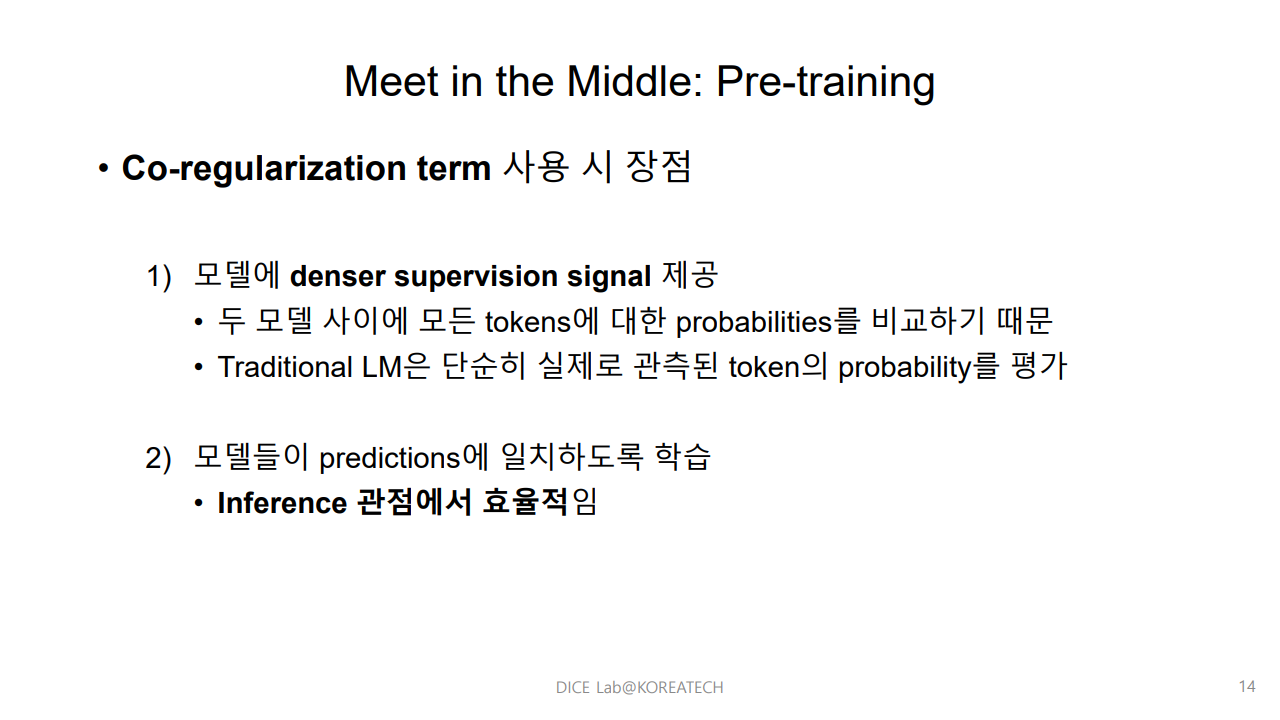 Meet in the Middle: Pre-training
• Co-regularization term 사용 시 장점
1) 모델에 denser supervision signal 제공
• 두 모델 사이에 모든 tokens에 대한 probabilities를 비교하기 때문
• Traditional LM은 단순히 실제로 관측된 token의 probability를 평가
2) 모델들이 predictions에 일치하도록 학습
• Inference 관점에서 효율적임
DICE Lab@KOREATECH
14